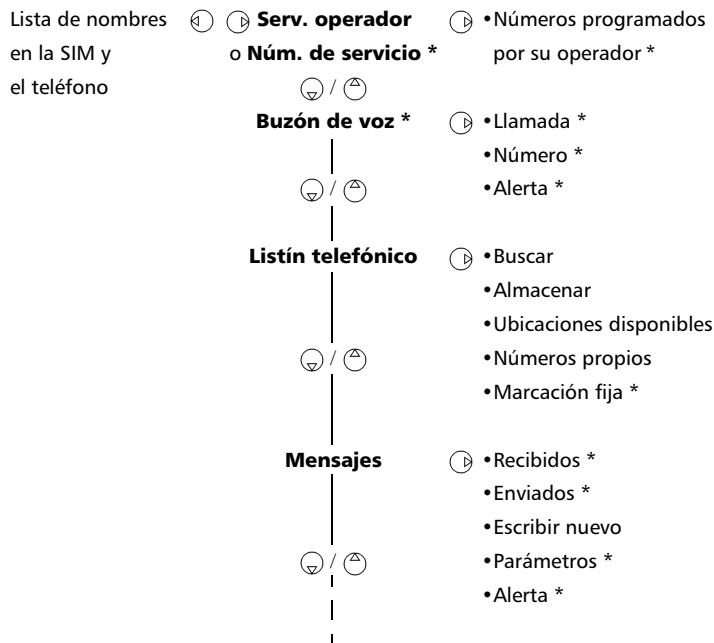 Lista de nombres
en la SIM y
el teléfono
Serv. operador
o Núm. de servicio *
•Números programados
por su operador *
/
Buzón de voz *
•Llamada *
•Número *
•Alerta *
/
Listín telefónico
•Buscar
•Almacenar
•Ubicaciones disponibles
•Números propios
•Marcación fija *
/
Mensajes
•Recibidos *
•Enviados *
•Escribir nuevo
•Parámetros *
•Alerta *
/